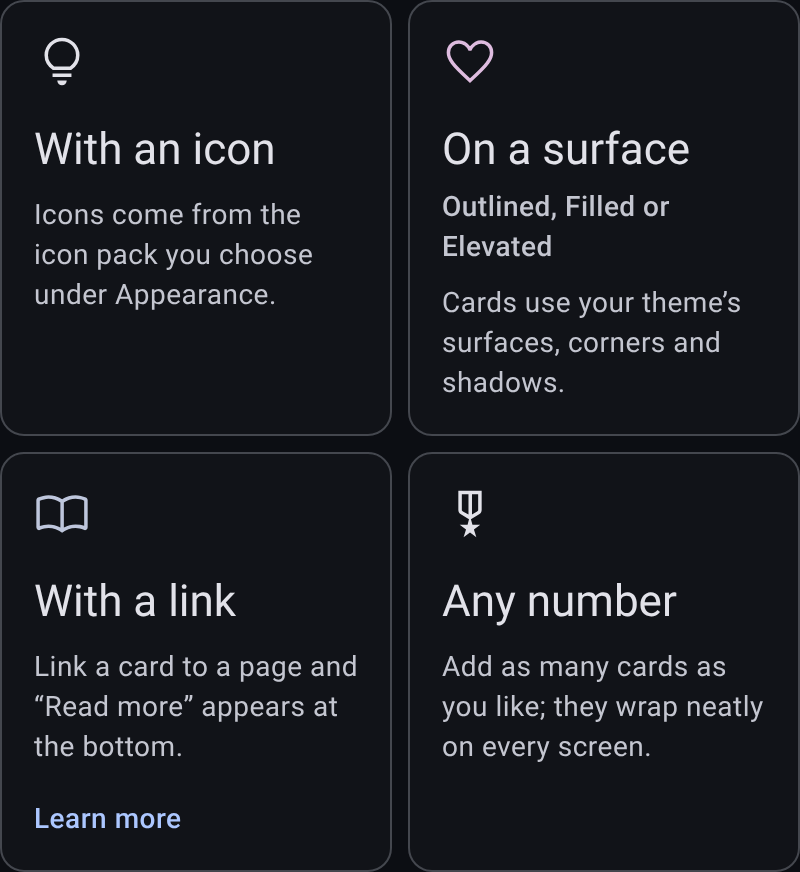 With an icon
Icons come from the
icon pack you choose
under Appearance.
On a surface
Outlined, Filled or
Elevated
Cards use your theme’s
surfaces, corners and
shadows.
With a link
Link a card to a page and
“Read more” appears at
the bottom.
Learn more
Any number
Add as many cards as
you like; they wrap neatly
on every screen.